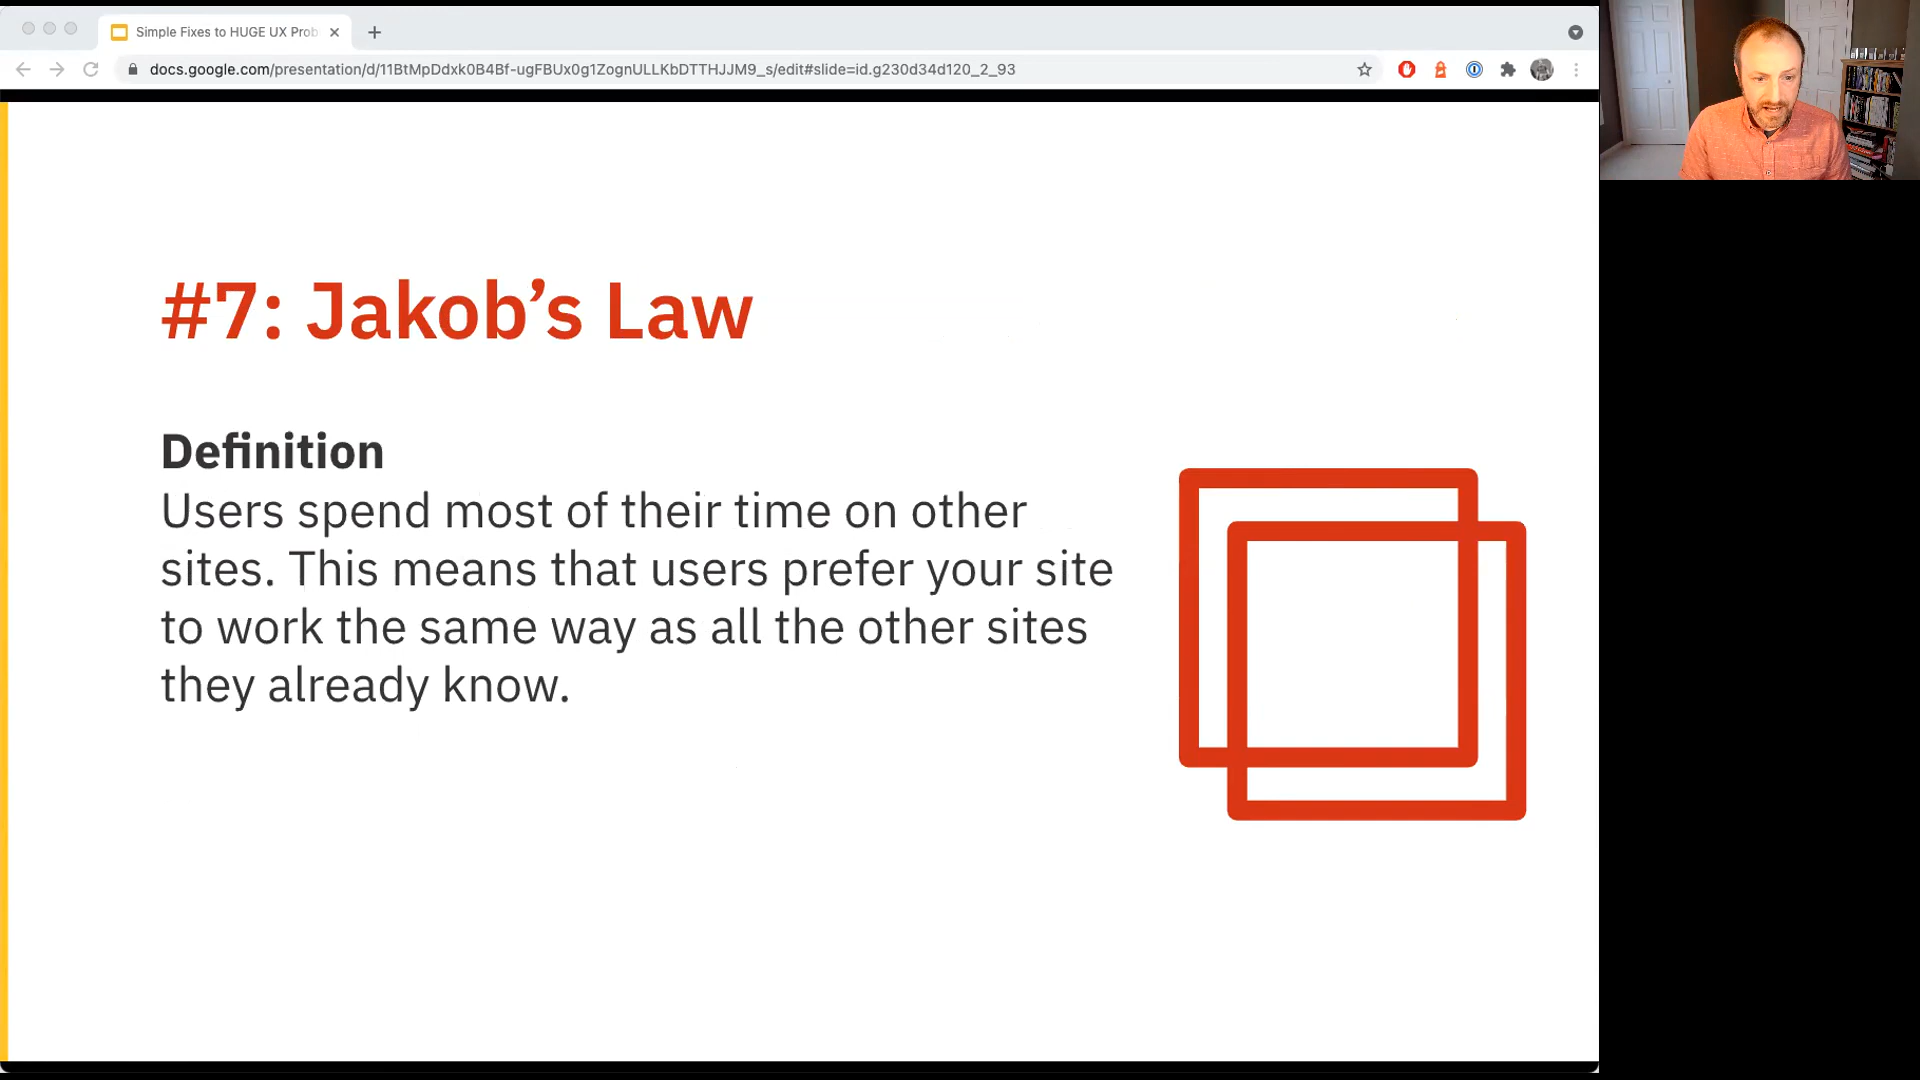 Simple Fixes to HUGE UX Prob
docs.google.com/presentation/d/11BtMpDdxk0B4Bf-ugFBUx0g1ZognULLKbDTTHJJM9_s/edit#slide=id.g230d34d120_2_93
#7: Jakob’s Law
Definition
Users spend most of their time on other
sites. This means that users prefer your site
to work the same way as all the other sites
they already know.